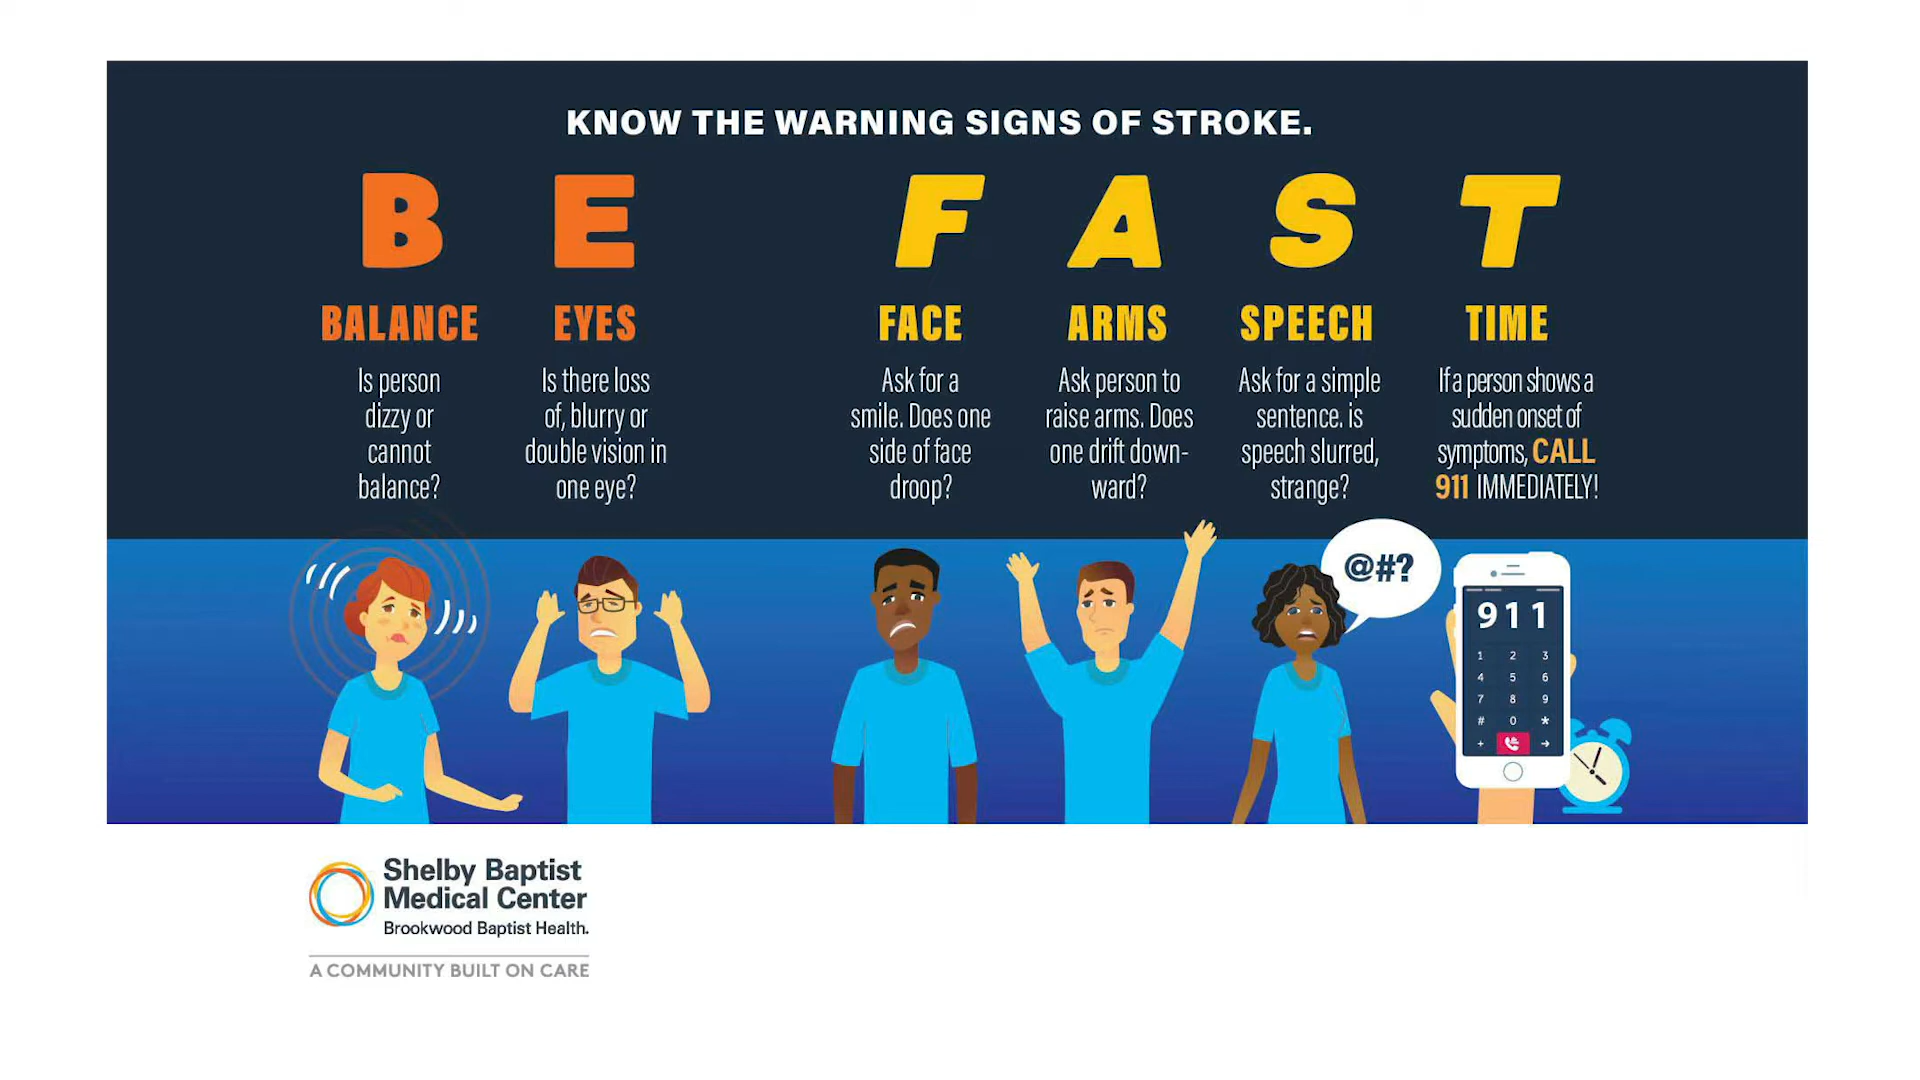 KNOW THE WARNING SIGNS OF STROKE.
B E F A S T
BALANCE
Is person
dizzy or
cannot
balance?
EYES
Is there loss
of, blurry or
double vision in
one eye?
FACE
Ask for a
smile. Does one
side of face
droop?
ARMS
Ask person to
raise arms. Does
one drift down-
ward?
SPEECH
Ask for a simple
sentence. is
speech slurred,
strange?
TIME
If a person shows a
sudden onset of
symptoms, CALL
911 IMMEDIATELY!
@#?
911
1 2 3
4 5 6
7 8 9
# 0 *
+
Shelby Baptist
Medical Center
Brookwood Baptist Health.
A COMMUNITY BUILT ON CARE